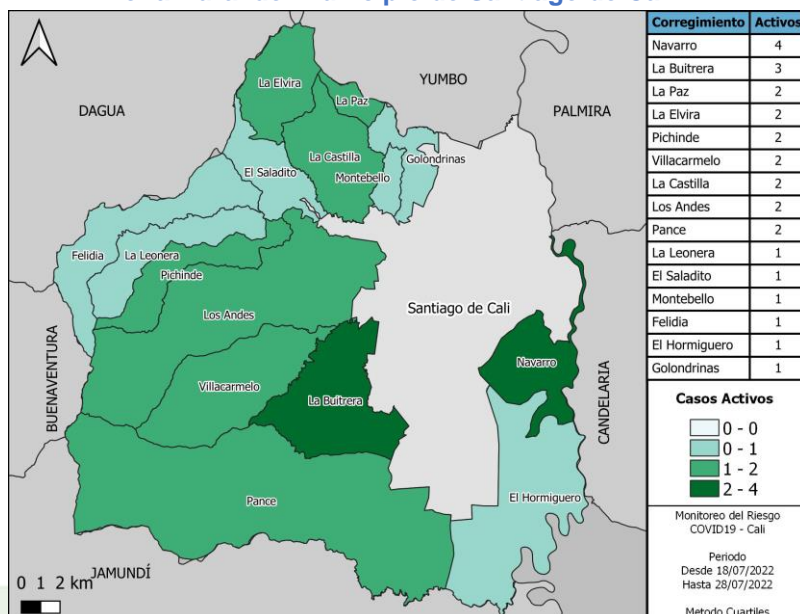 La Elvira
YUMBO
DAGUA
La Paz
PALMIRA
La Castilla
Golondrinas
El Saladito
Montebello
Felidia
La Leonera
Pichinde
Los Andes
Santiago de Cali
BUENAVENTURA
Villacarmelo
Navarro
La Buitrera
CANDELARIA
Pance
El Hormiguero
JAMUNDÍ
0 1 2 km
Corregimiento Activos
Navarro 4
La Buitrera 3
La Paz 2
La Elvira 2
Pichinde 2
Villacarmelo 2
La Castilla 2
Los Andes 2
Pance 2
La Leonera 1
El Saladito 1
Montebello 1
Felidia 1
El Hormiguero 1
Golondrinas 1
Casos Activos
0 - 0
0 - 1
1 - 2
2 - 4
Monitoreo del Riesgo
COVID19 - Cali
Periodo
Desde 18/07/2022
Hasta 28/07/2022
Metodo Cuartiles